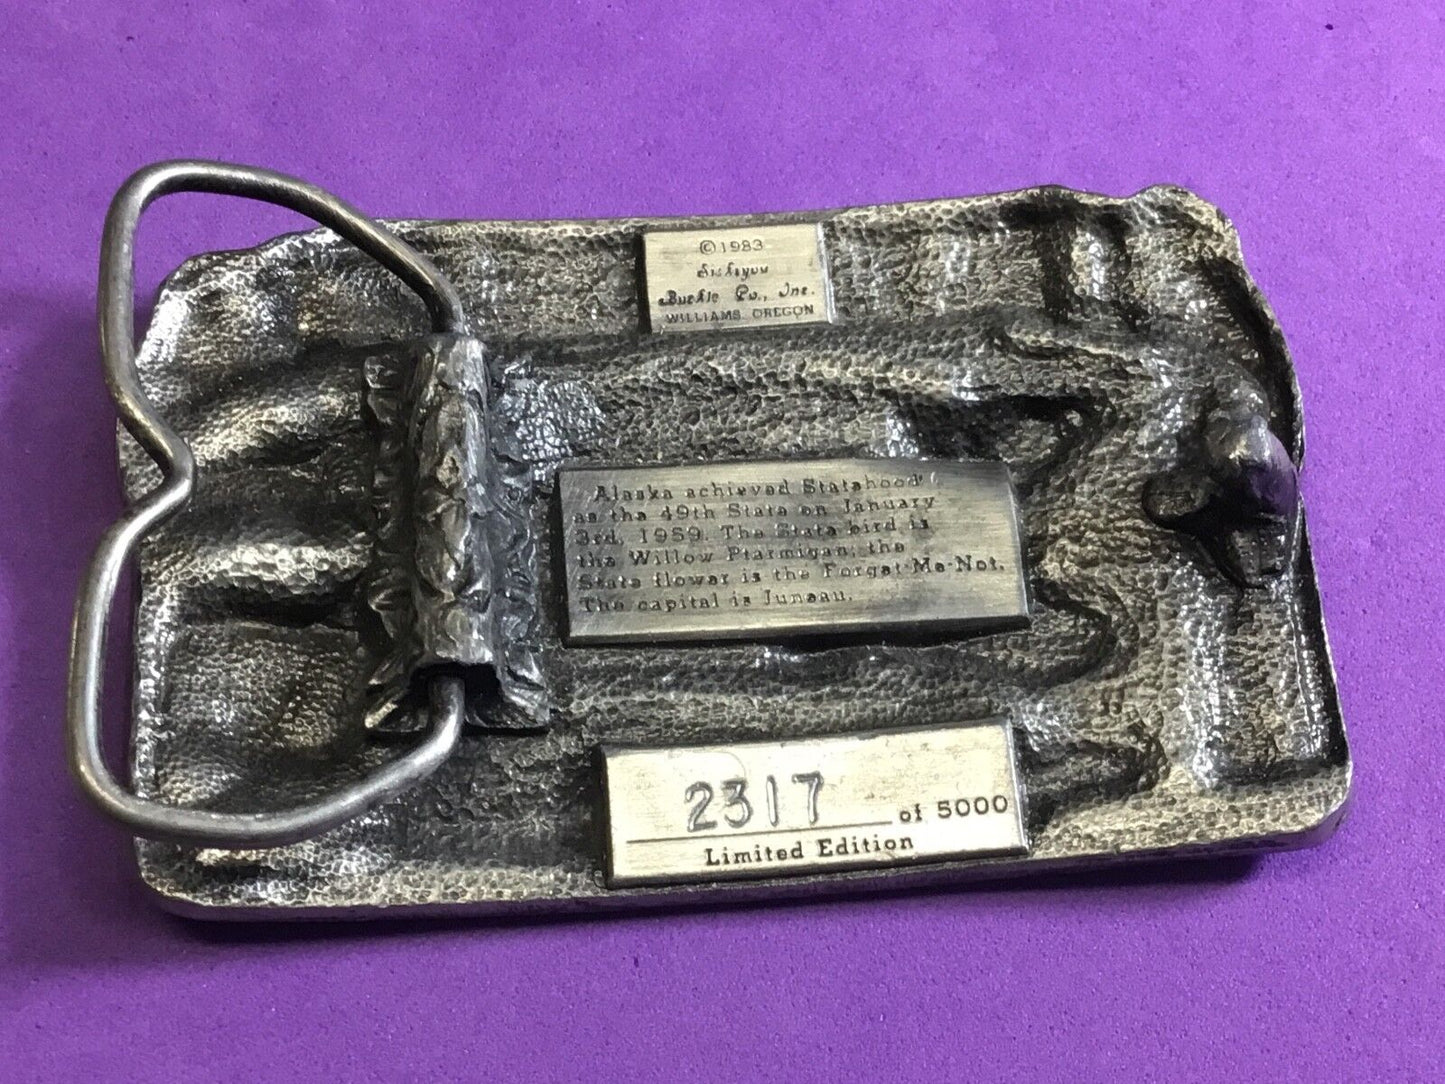 ©1983
Siskiyou
Buckle Co., Inc.
WILLIAMS, OREGON
Alaska achieved Statehood
as the 49th State on January
3rd, 1959. The State bird is
the Willow Ptarmigan; the
State flower is the Forget-Me-Not.
The capital is Juneau.
2317 of 5000
Limited Edition